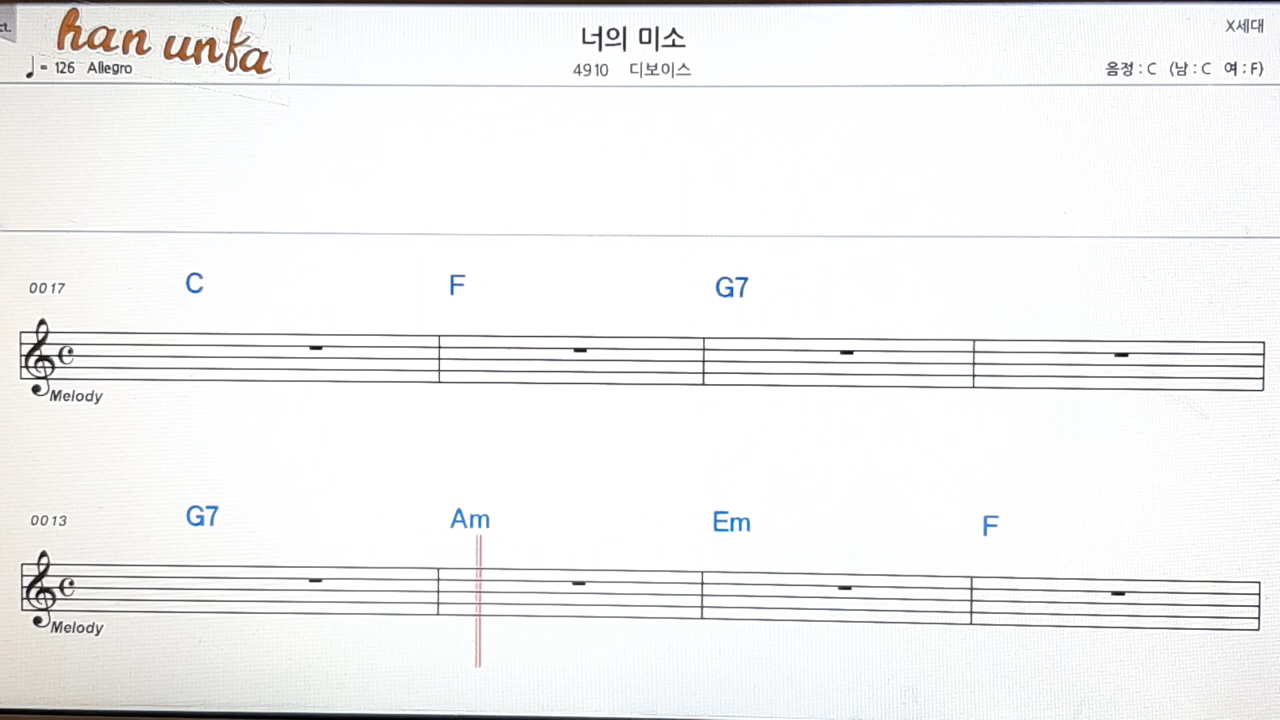 ct.
han unfa
너의 미소
X세대
♩= 126 Allegro
4910 디보이스
음정 : C (남 : C 여 : F)
0017 C F G7
Melody
0013 G7 Am Em F
Melody